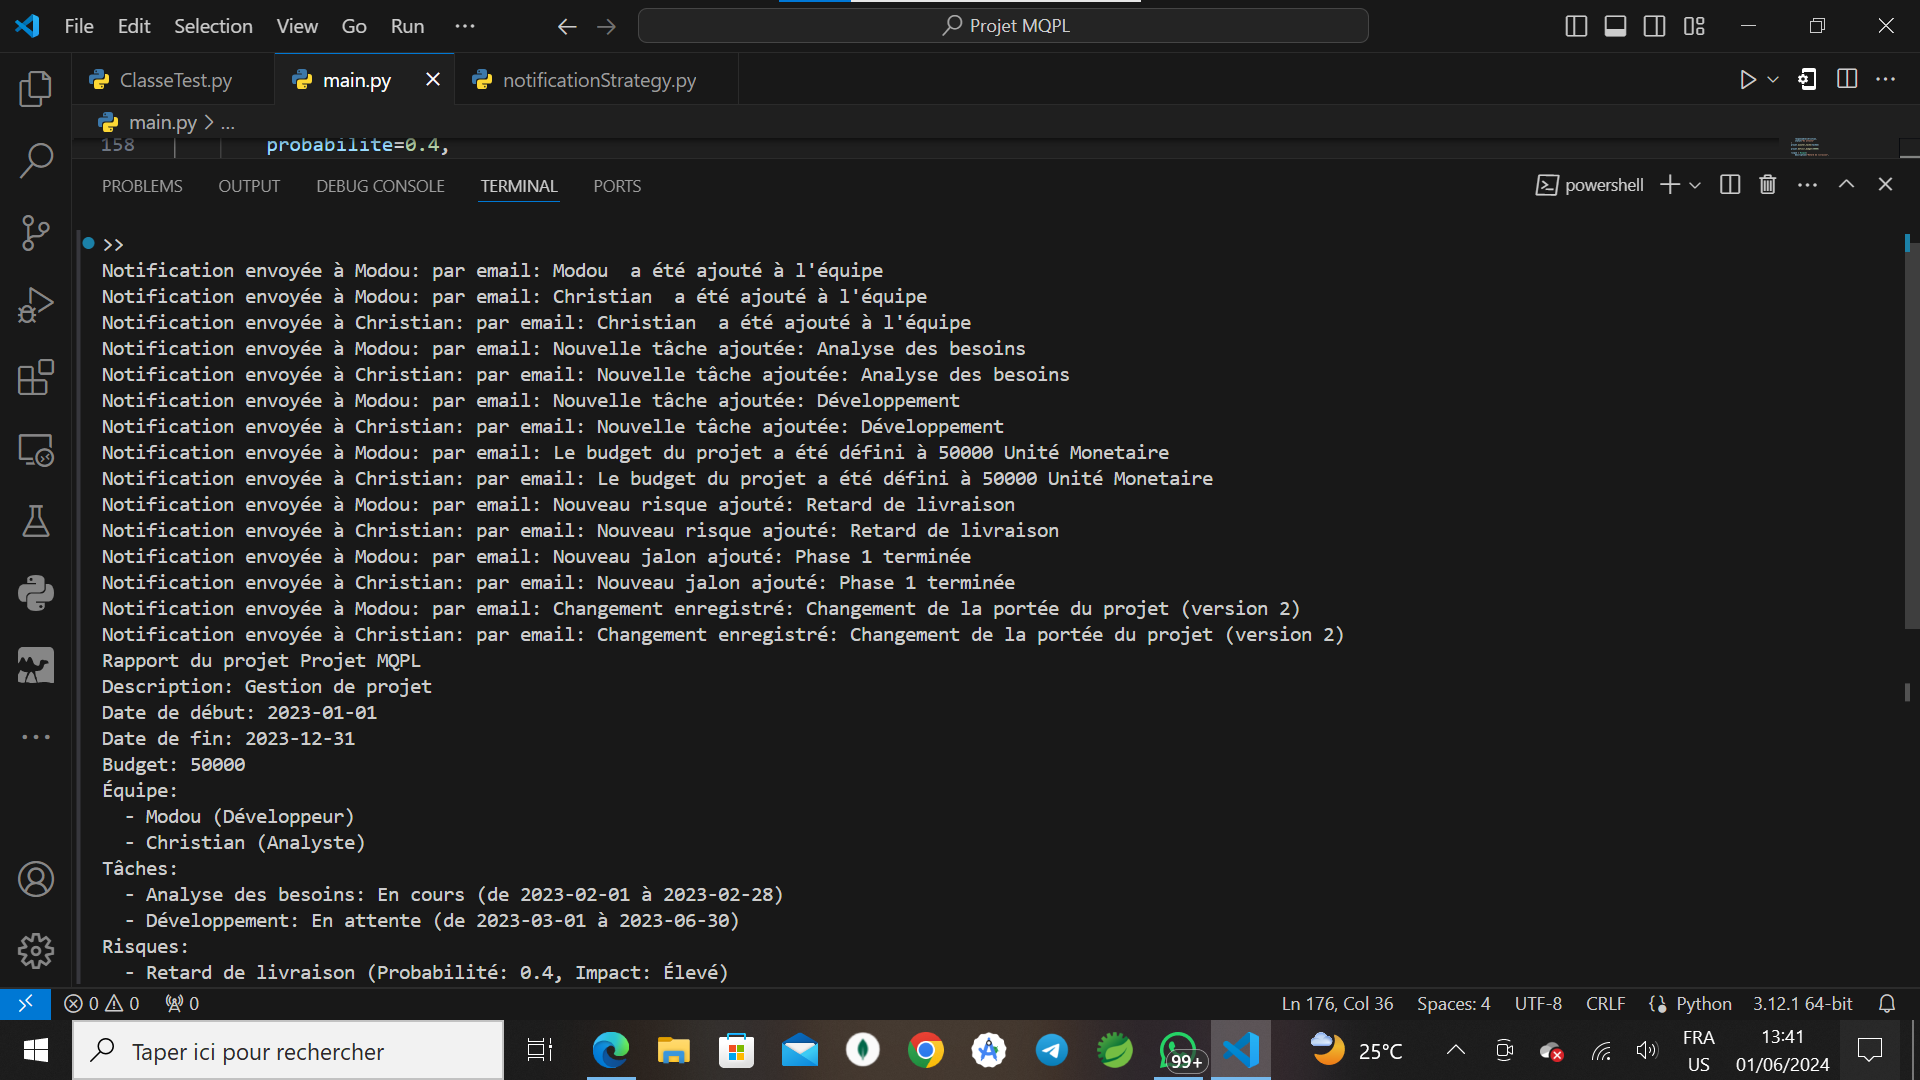 File Edit Selection View Go Run ··· Projet MQPL
ClasseTest.py main.py notificationStrategy.py
main.py > ...
158 probabilite=0.4,
PROBLEMS OUTPUT DEBUG CONSOLE TERMINAL PORTS powershell
>>
Notification envoyée à Modou: par email: Modou  a été ajouté à l'équipe
Notification envoyée à Modou: par email: Christian  a été ajouté à l'équipe
Notification envoyée à Christian: par email: Christian  a été ajouté à l'équipe
Notification envoyée à Modou: par email: Nouvelle tâche ajoutée: Analyse des besoins
Notification envoyée à Christian: par email: Nouvelle tâche ajoutée: Analyse des besoins
Notification envoyée à Modou: par email: Nouvelle tâche ajoutée: Développement
Notification envoyée à Christian: par email: Nouvelle tâche ajoutée: Développement
Notification envoyée à Modou: par email: Le budget du projet a été défini à 50000 Unité Monetaire
Notification envoyée à Christian: par email: Le budget du projet a été défini à 50000 Unité Monetaire
Notification envoyée à Modou: par email: Nouveau risque ajouté: Retard de livraison
Notification envoyée à Christian: par email: Nouveau risque ajouté: Retard de livraison
Notification envoyée à Modou: par email: Nouveau jalon ajouté: Phase 1 terminée
Notification envoyée à Christian: par email: Nouveau jalon ajouté: Phase 1 terminée
Notification envoyée à Modou: par email: Changement enregistré: Changement de la portée du projet (version 2)
Notification envoyée à Christian: par email: Changement enregistré: Changement de la portée du projet (version 2)
Rapport du projet Projet MQPL
Description: Gestion de projet
Date de début: 2023-01-01
Date de fin: 2023-12-31
Budget: 50000
Équipe:
  - Modou (Développeur)
  - Christian (Analyste)
Tâches:
  - Analyse des besoins: En cours (de 2023-02-01 à 2023-02-28)
  - Développement: En attente (de 2023-03-01 à 2023-06-30)
Risques:
  - Retard de livraison (Probabilité: 0.4, Impact: Élevé)
0 0 0 Ln 176, Col 36 Spaces: 4 UTF-8 CRLF Python 3.12.1 64-bit
Taper ici pour rechercher 99+ 25°C FRA US 13:41 01/06/2024